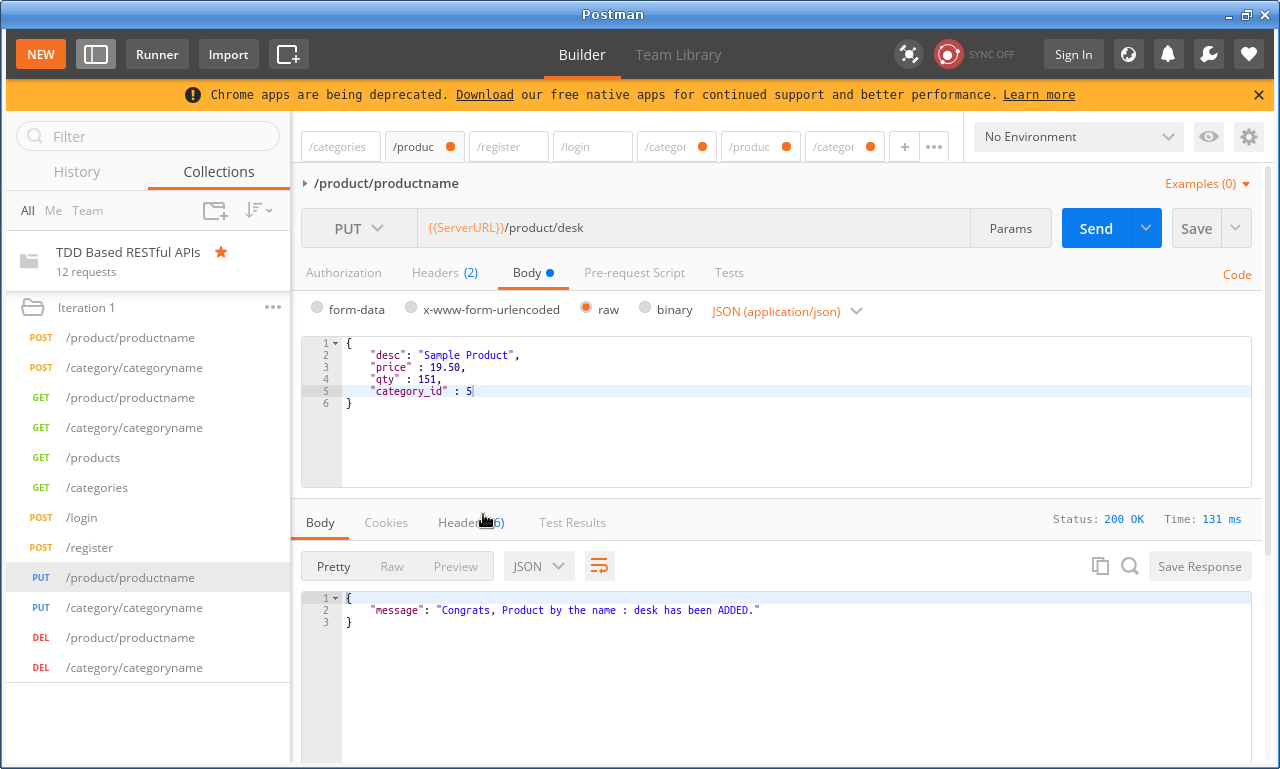 Postman
NEW Runner Import Builder Team Library SYNC OFF Sign In
Chrome apps are being deprecated. Download our free native apps for continued support and better performance. Learn more
Filter
History Collections
All Me Team
TDD Based RESTful APIs
12 requests
Iteration 1
POST /product/productname
POST /category/categoryname
GET /product/productname
GET /category/categoryname
GET /products
GET /categories
POST /login
POST /register
PUT /product/productname
PUT /category/categoryname
DEL /product/productname
DEL /category/categoryname
/categories /produc /register /login /categor /produc /categor + •••
No Environment
/product/productname Examples (0)
PUT {{ServerURL}}/product/desk Params Send Save
Authorization Headers (2) Body Pre-request Script Tests Code
form-data x-www-form-urlencoded raw binary JSON (application/json)
1 {
2 "desc": "Sample Product",
3 "price" : 19.50,
4 "qty" : 151,
5 "category_id" : 5
6 }
Body Cookies Header 6) Test Results Status: 200 OK Time: 131 ms
Pretty Raw Preview JSON Save Response
1 {
2 "message": "Congrats, Product by the name : desk has been ADDED."
3 }